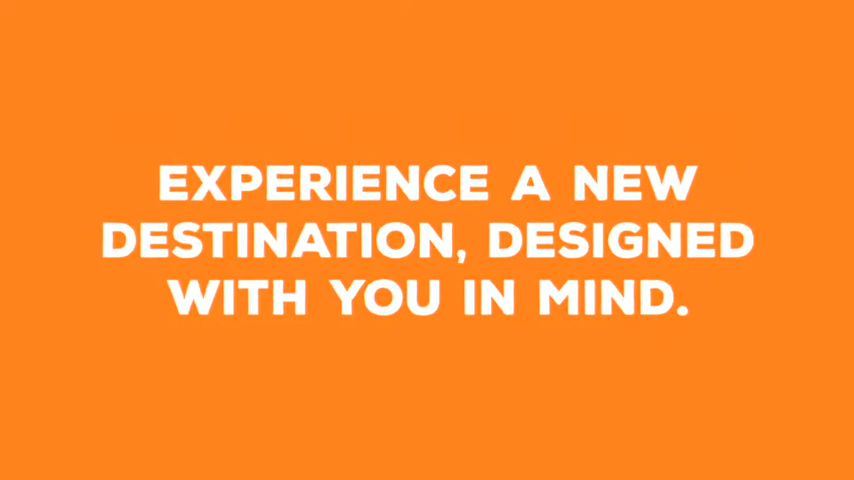 EXPERIENCE A NEW
DESTINATION, DESIGNED
WITH YOU IN MIND.